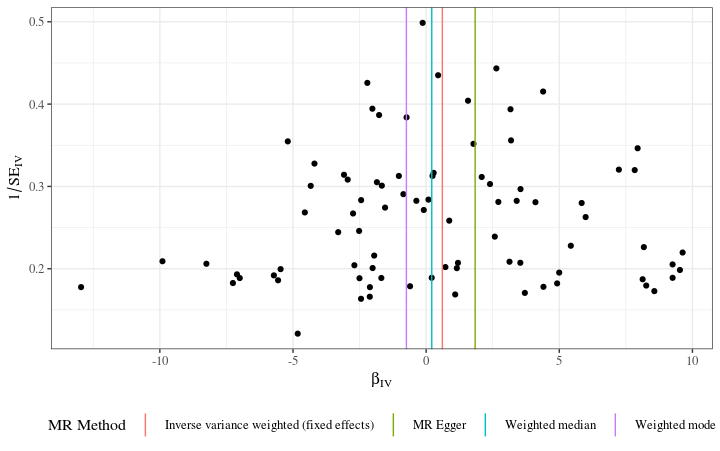 0.5
0.4
0.3
0.2
1/SE_IV
-10 -5 0 5 10
β_IV
MR Method Inverse variance weighted (fixed effects) MR Egger Weighted median Weighted mode